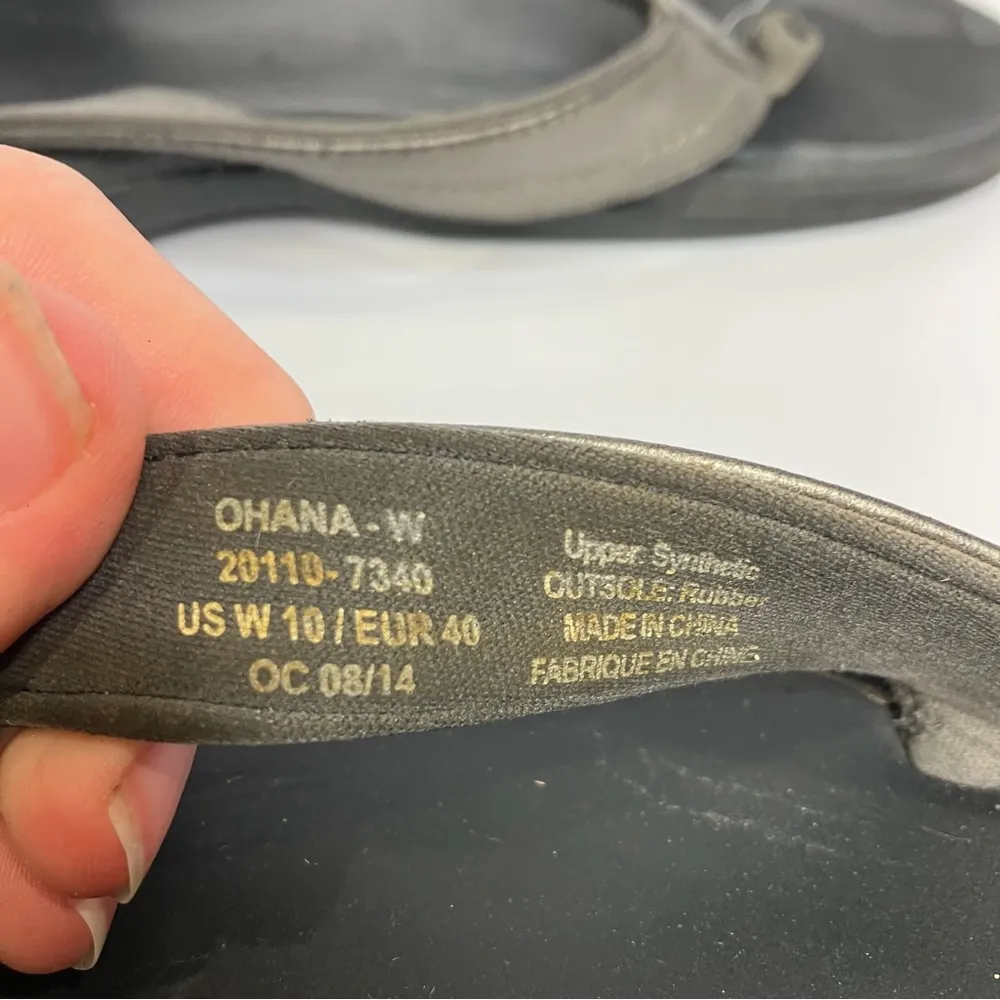 OHANA - W
20110-7340
US W 10 / EUR 40
OC 08/14
Upper: Synthetic
OUTSOLE: Rubber
MADE IN CHINA
FABRIQUE EN CHINE